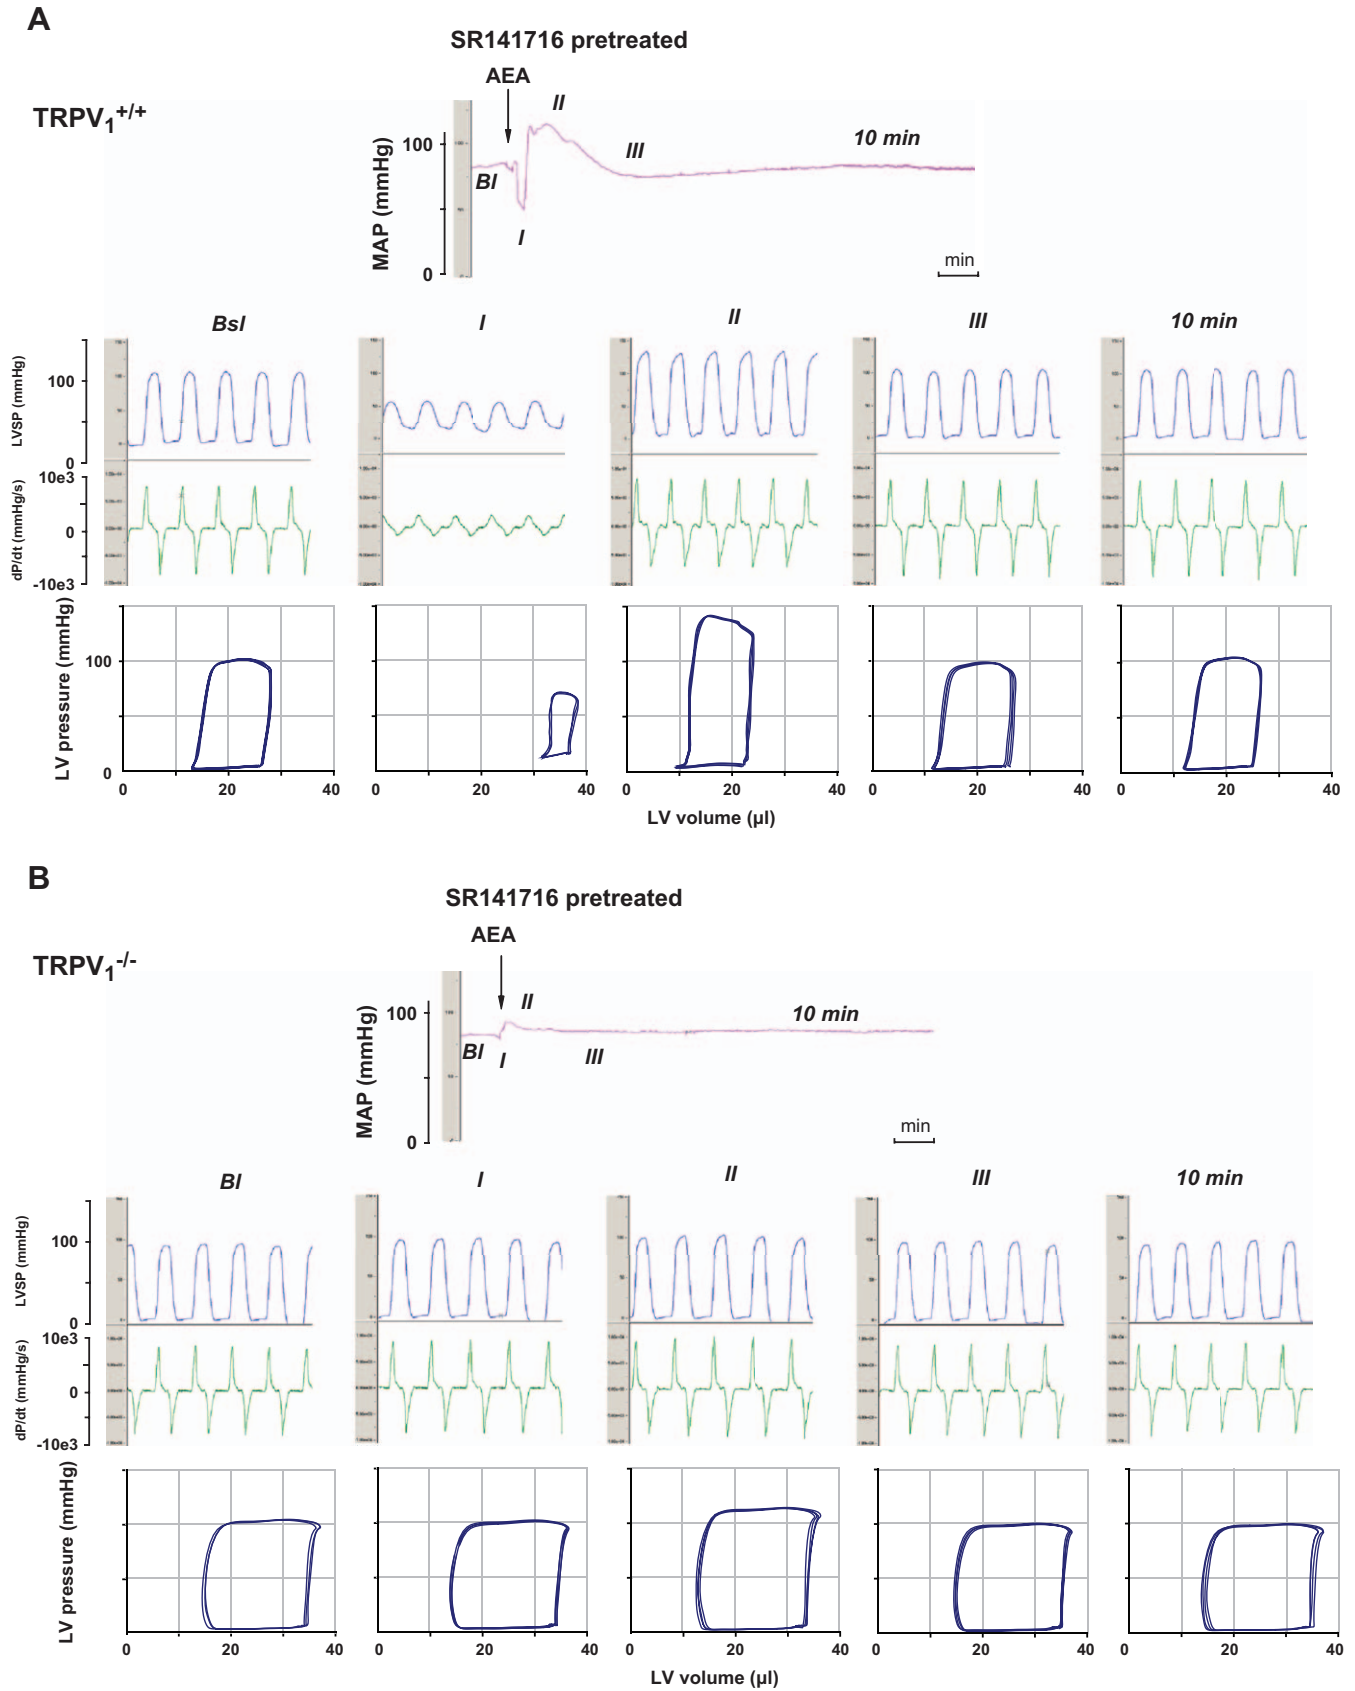 A
SR141716 pretreated
AEA
TRPV1+/+
II
100
III
10 min
BI
MAP (mmHg)
I
0
min
Bsl
I
II
III
10 min
LVSP (mmHg)
100
0
10e3
dP/dt (mmHg/s)
0
-10e3
LV pressure (mmHg)
100
0
0 20 40 0 20 40 0 20 40 0 20 40 0 20 40
LV volume (µl)
B
SR141716 pretreated
AEA
TRPV1-/-
II
100
10 min
BI
I
III
MAP (mmHg)
0
min
BI
I
II
III
10 min
LVSP (mmHg)
100
0
10e3
dP/dt (mmHg/s)
0
-10e3
LV pressure (mmHg)
0 20 40 0 20 40 0 20 40 0 20 40 0 20 40
LV volume (µl)